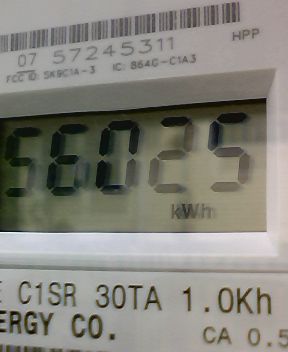 HPP
07 57245311
FCC ID: SK9C1A-3 IC: 864G-C1A3
56025
kWh
C1SR 30TA 1.0Kh
CO.
CA 0.5